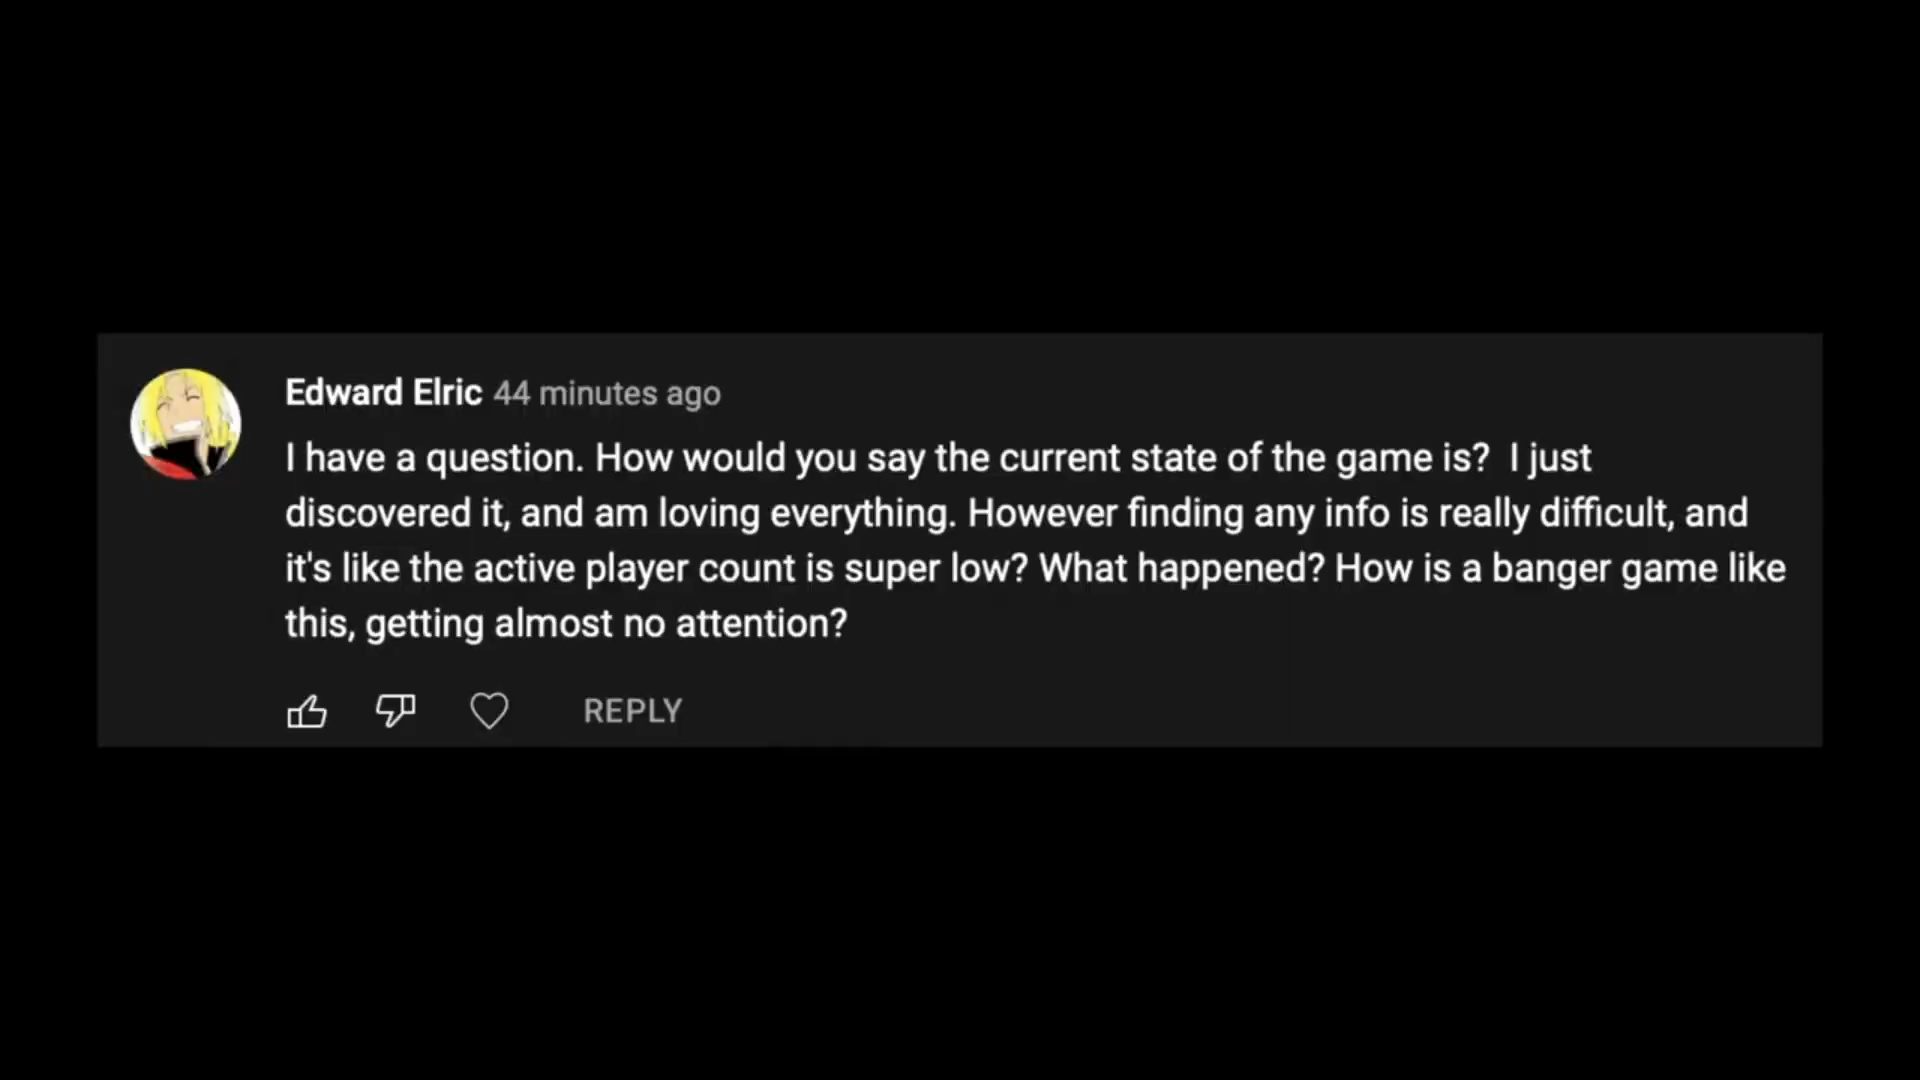 Edward Elric 44 minutes ago
I have a question. How would you say the current state of the game is?  I just
discovered it, and am loving everything. However finding any info is really difficult, and
it's like the active player count is super low? What happened? How is a banger game like
this, getting almost no attention?
REPLY